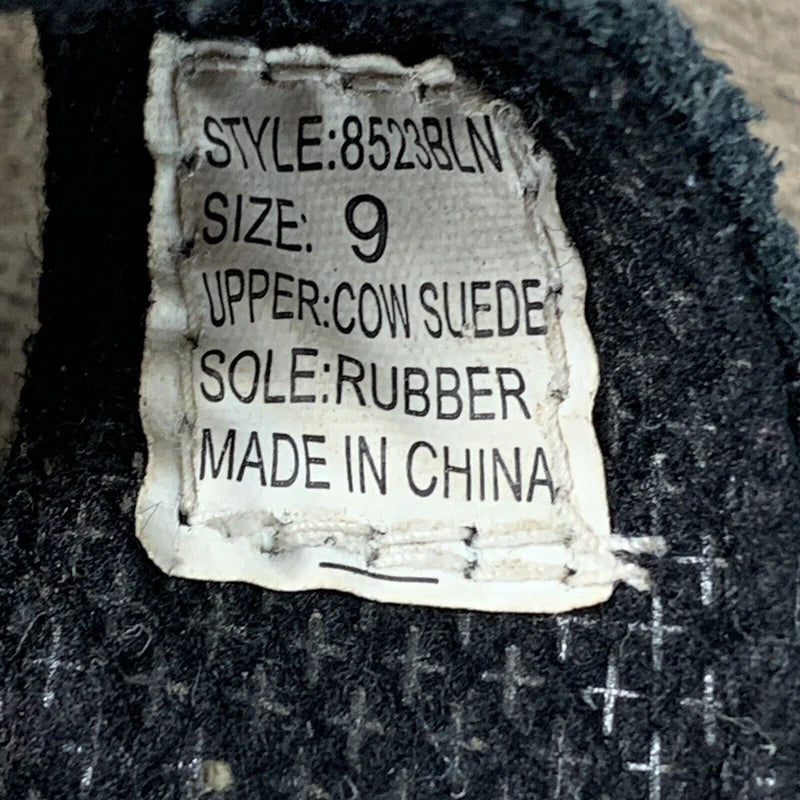 STYLE:8523BLN
SIZE: 9
UPPER:COW SUEDE
SOLE:RUBBER
MADE IN CHINA